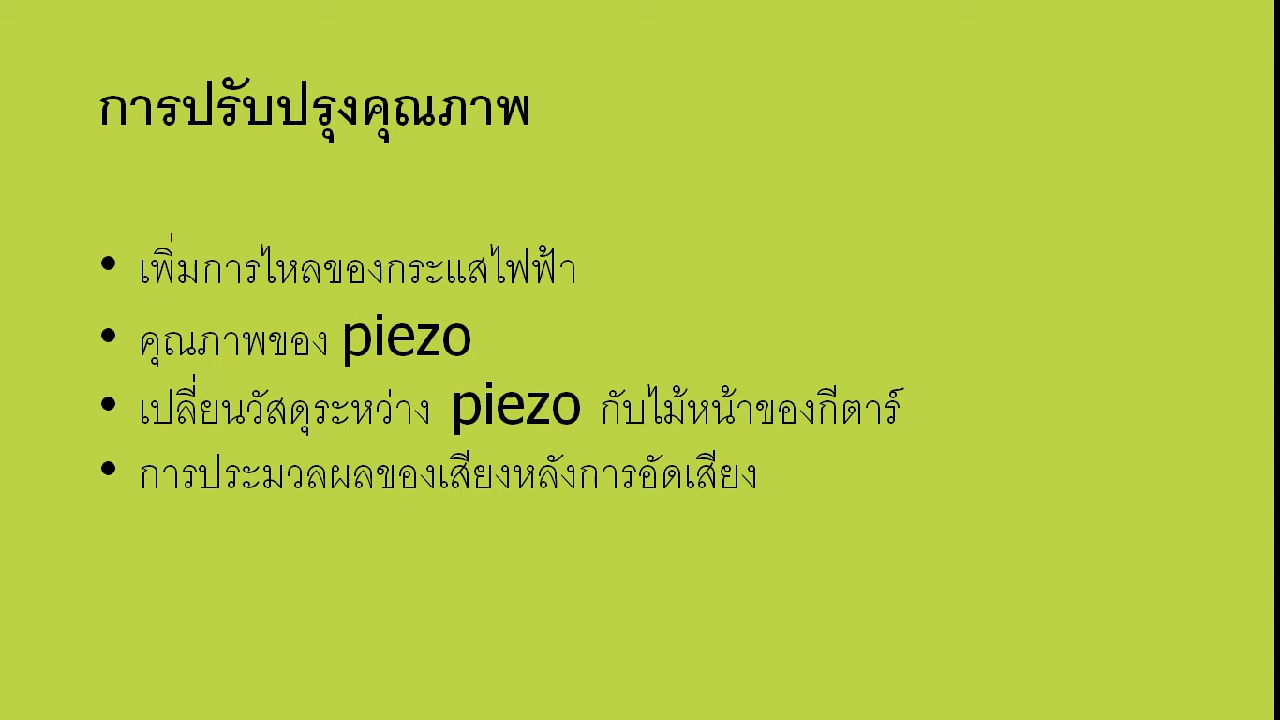 การปรับปรุงคุณภาพ
• เพิ่มการไหลของกระแสไฟฟ้า
• คุณภาพของ piezo
• เปลี่ยนวัสดุระหว่าง piezo กับไม้หน้าของกีตาร์
• การประมวลผลของเสียงหลังการอัดเสียง